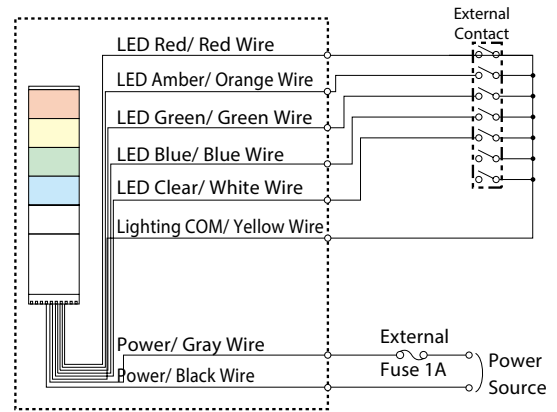 External
Contact
LED Red/ Red Wire
LED Amber/ Orange Wire
LED Green/ Green Wire
LED Blue/ Blue Wire
LED Clear/ White Wire
Lighting COM/ Yellow Wire
Power/ Gray Wire
External
Fuse 1A
Power/ Black Wire
Power
Source